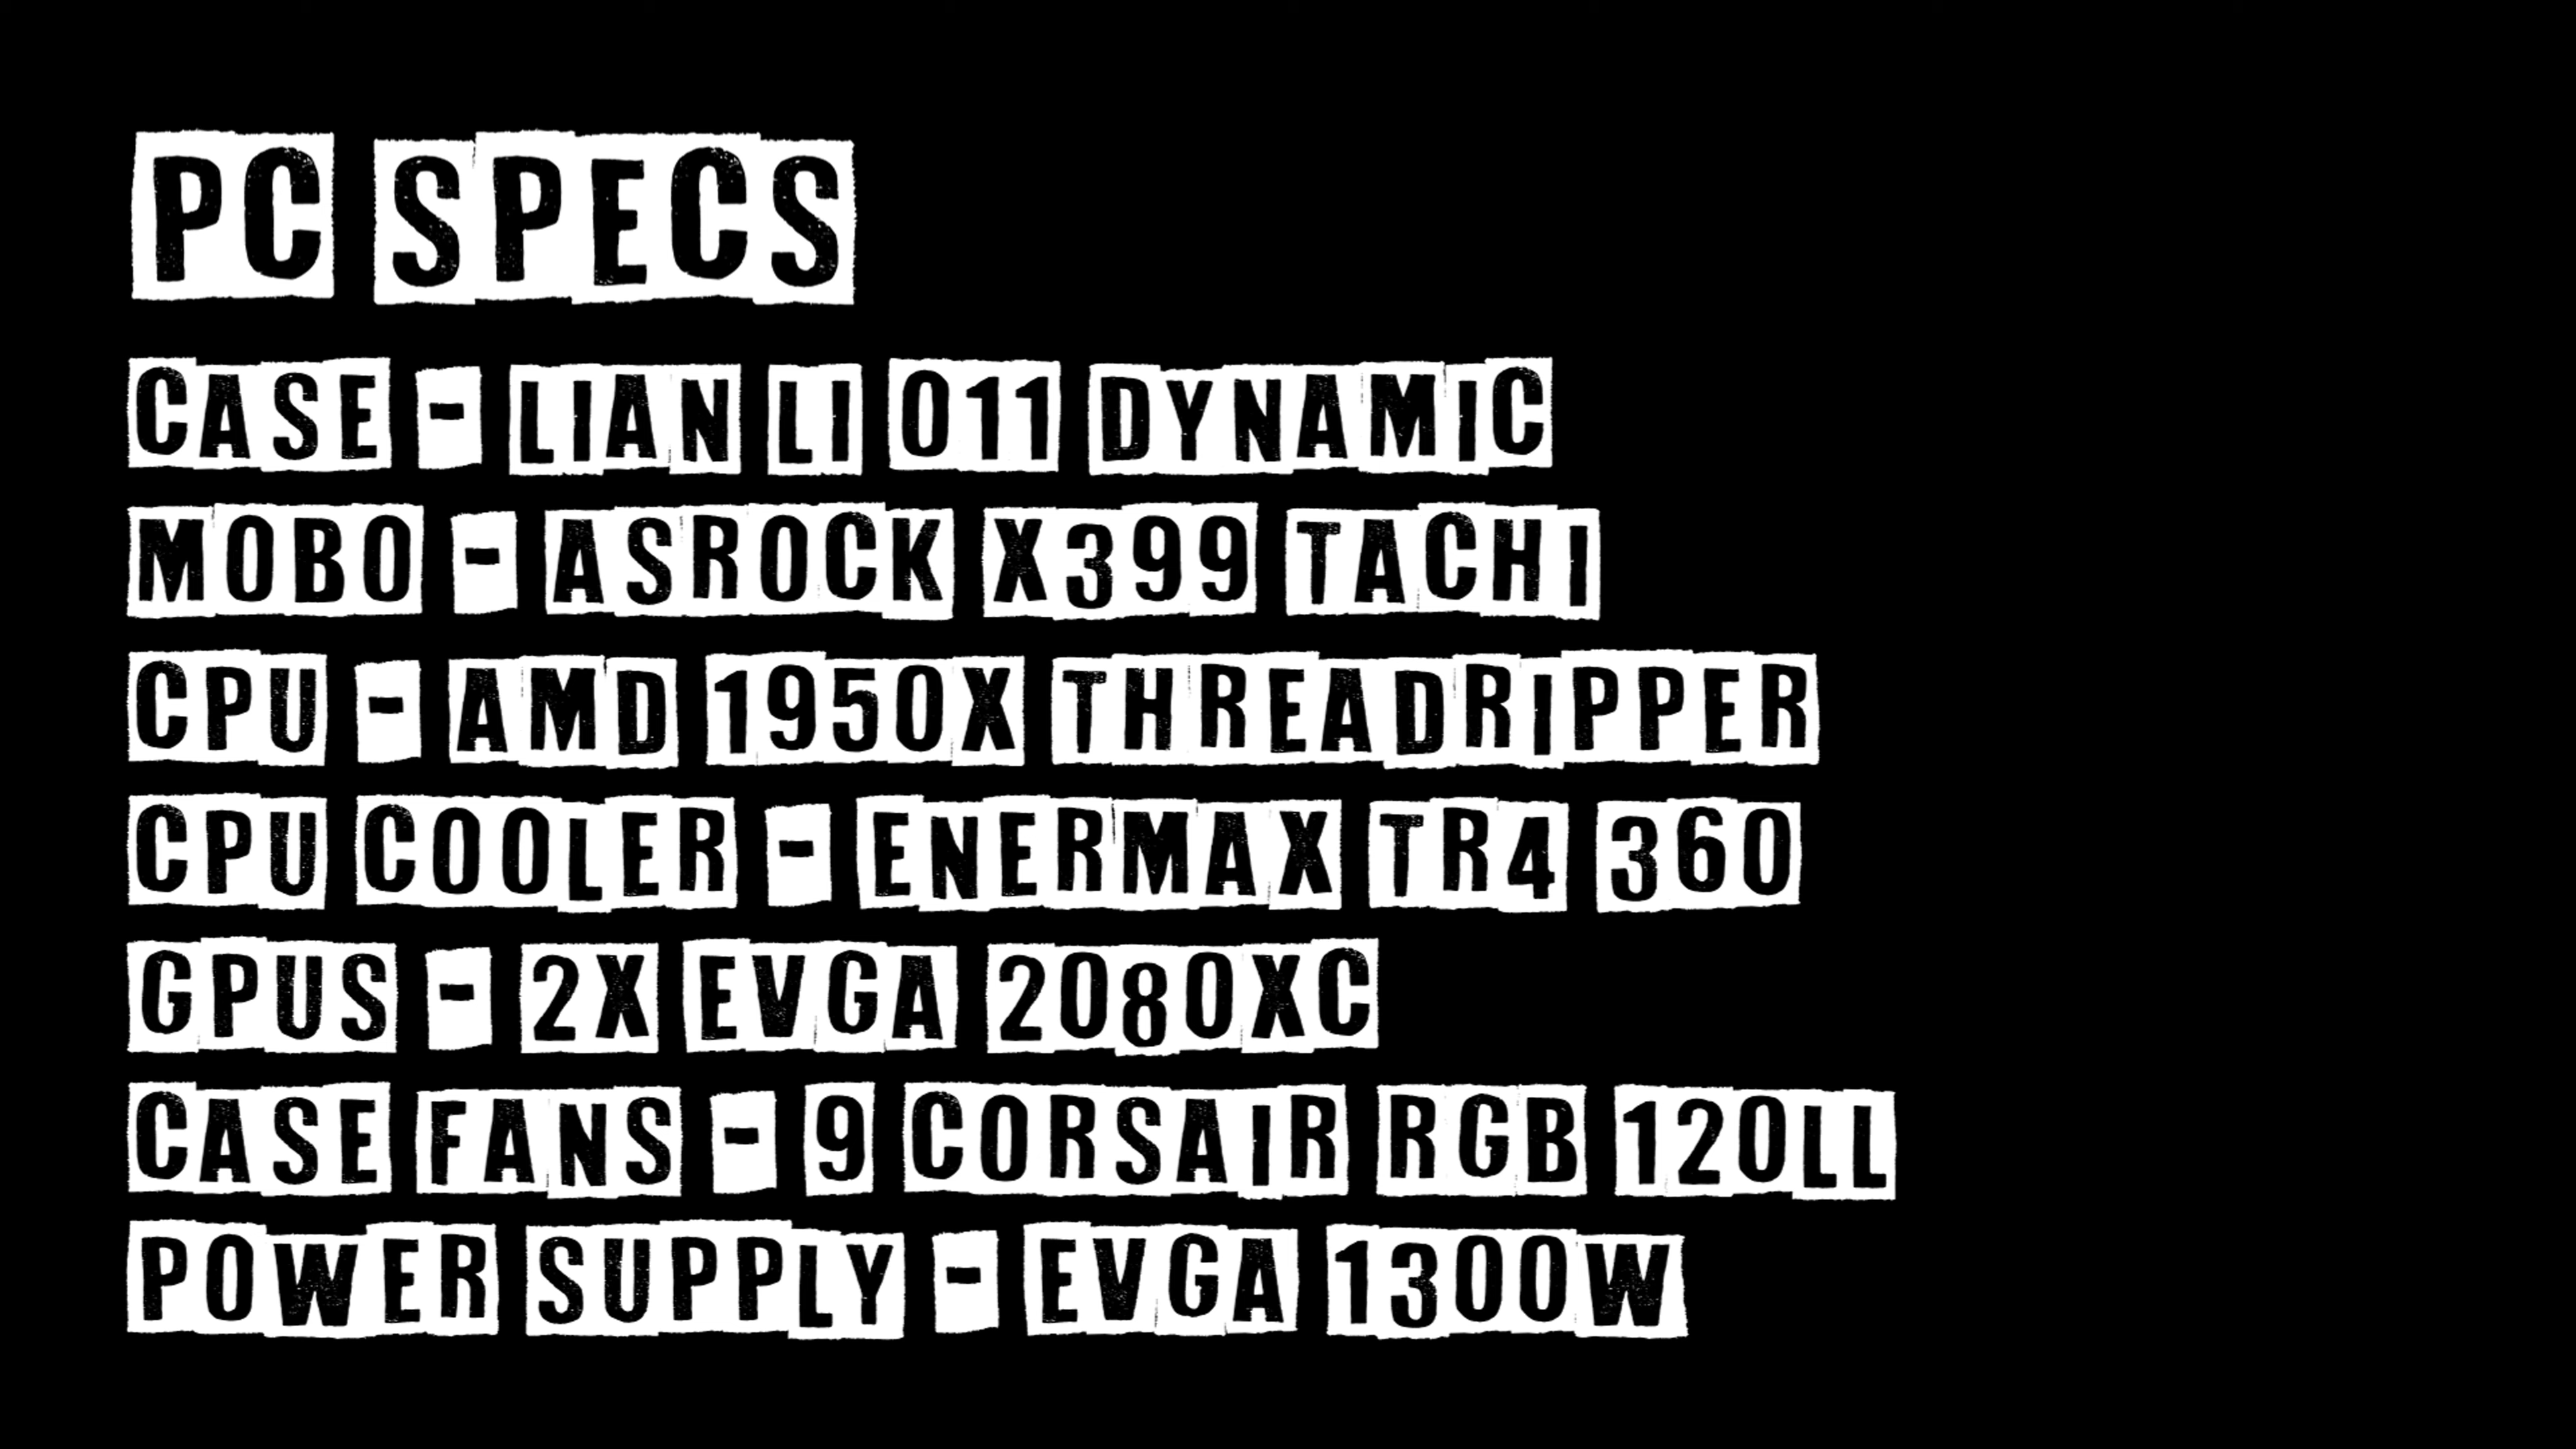 PC SPECS
CASE - LIAN LI 011 DYNAMIC
MOBO - ASROCK X399 TACHI
CPU - AMD 1950X THREADRIPPER
CPU COOLER - ENERMAX TR4 360
GPUS - 2X EVGA 2080XC
CASE FANS - 9 CORSAIR RGB 120LL
POWER SUPPLY - EVGA 1300W